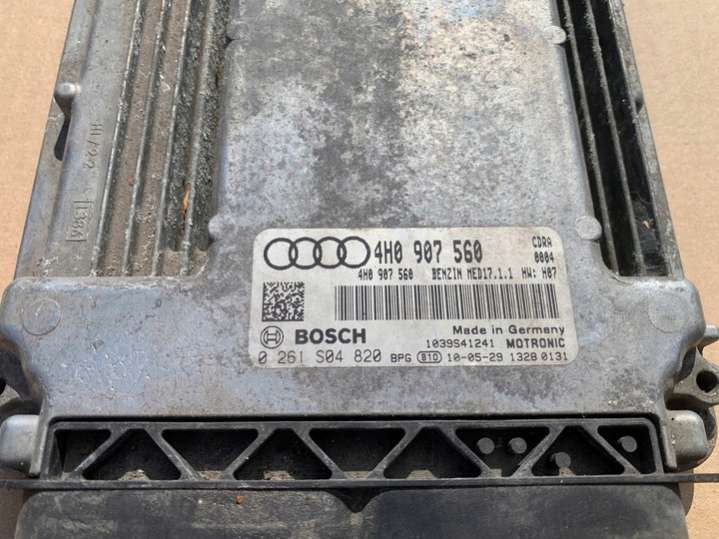 4H0 907 560 CDRA
0004
4H0 907 560 BENZIN MED17.1.1 HW: H07
BOSCH
Made in Germany
1039S41241 MOTRONIC
0 261 S04 820 BPG B10 10-05-29 1328 0131